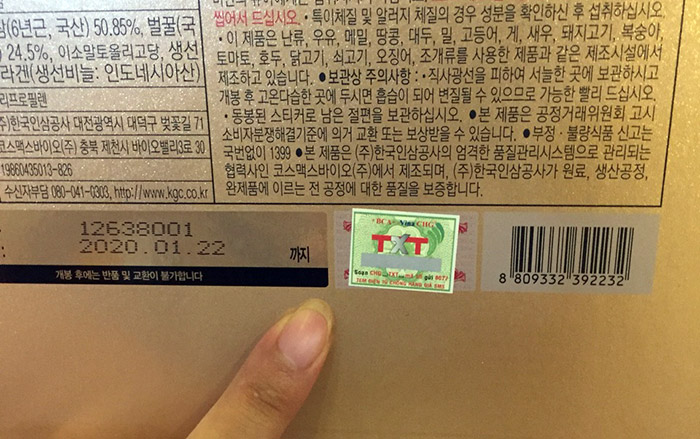 씹어서 드십시오. • 특이체질 및 알러지 체질의 경우 성분을 확인하신 후 섭취하십시오.
• 이 제품은 난류, 우유, 메밀, 땅콩, 대두, 밀, 고등어, 게, 새우, 돼지고기, 복숭아,
토마토, 호두, 닭고기, 쇠고기, 오징어, 조개류를 사용한 제품과 같은 제조시설에서
제조하고 있습니다. ●보관상 주의사항 : • 직사광선을 피하여 서늘한 곳에 보관하시고
개봉 후 고온다습한 곳에 두시면 흡습이 되어 변질될 수 있으므로 가능한 빨리 드십시오.
• 동봉된 스티커로 남은 절편을 보관하십시오. ●본 제품은 공정거래위원회 고시
소비자분쟁해결기준에 의거 교환 또는 보상받을 수 있습니다. ●부정 · 불량식품 신고는
국번없이 1399 ●본 제품은 (주)한국인삼공사의 엄격한 품질관리시스템으로 관리되는
협력사인 코스맥스바이오(주)에서 제조되며, (주)한국인삼공사가 원료, 생산공정,
완제품에 이르는 전 공정에 대한 품질을 보증합니다.
삼(6년근, 국산) 50.85%, 벌꿀(국
) 24.5%, 이소말토올리고당, 생선
라겐(생선비늘: 인도네시아산)
리프로필렌
(주)한국인삼공사 대전광역시 대덕구 벚꽃길 71
코스맥스바이오(주) 충북 제천시 바이오밸리3로 30
19860435013-826
수신자부담 080-041-0303, http://www.kgc.co.kr
: 12638001
: 2020.01.22 까지
개봉 후에는 반품 및 교환이 불가합니다
BCA Vina CHG
TXT
Soạn CHG TXT mã số gửi 8077
TEM ĐIỆN TỬ CHỐNG HÀNG GIẢ SMS
8 809332 392232